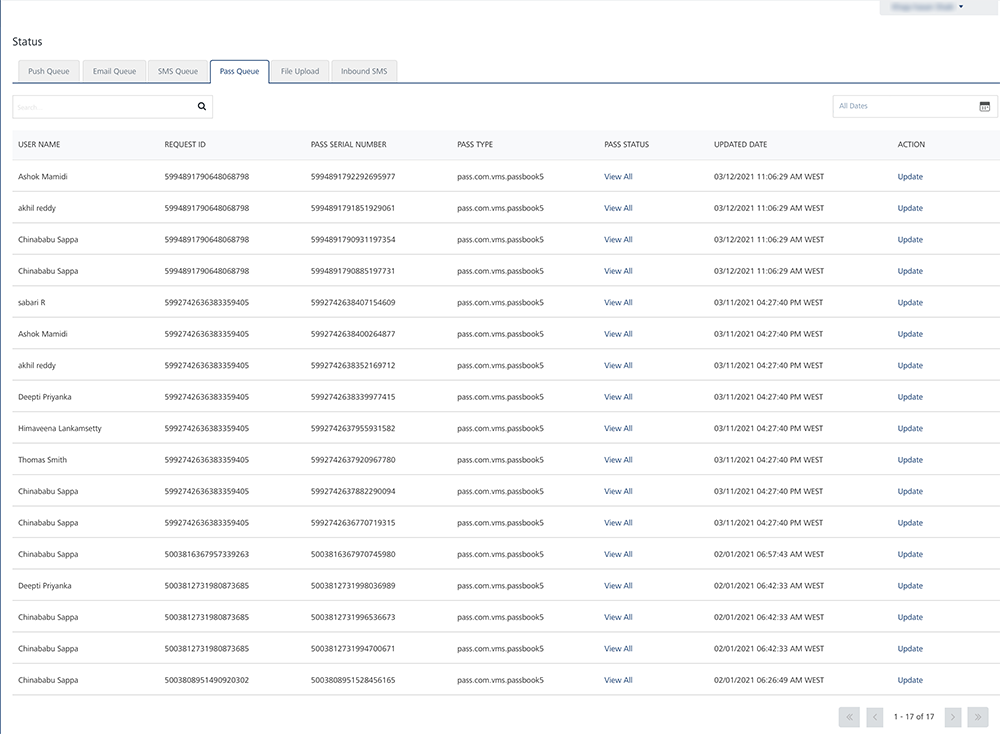 Status
Push Queue Email Queue SMS Queue Pass Queue File Upload Inbound SMS
Search.. All Dates
USER NAME REQUEST ID PASS SERIAL NUMBER PASS TYPE PASS STATUS UPDATED DATE ACTION
Ashok Mamidi 5994891790648068798 5994891792292695977 pass.com.vms.passbook5 View All 03/12/2021 11:06:29 AM WEST Update
akhil reddy 5994891790648068798 5994891791851929061 pass.com.vms.passbook5 View All 03/12/2021 11:06:29 AM WEST Update
Chinababu Sappa 5994891790648068798 5994891790931197354 pass.com.vms.passbook5 View All 03/12/2021 11:06:29 AM WEST Update
Chinababu Sappa 5994891790648068798 5994891790885197731 pass.com.vms.passbook5 View All 03/12/2021 11:06:29 AM WEST Update
sabari R 5992742636383359405 5992742638407154609 pass.com.vms.passbook5 View All 03/11/2021 04:27:40 PM WEST Update
Ashok Mamidi 5992742636383359405 5992742638400264877 pass.com.vms.passbook5 View All 03/11/2021 04:27:40 PM WEST Update
akhil reddy 5992742636383359405 5992742638352169712 pass.com.vms.passbook5 View All 03/11/2021 04:27:40 PM WEST Update
Deepti Priyanka 5992742636383359405 5992742638339977415 pass.com.vms.passbook5 View All 03/11/2021 04:27:40 PM WEST Update
Himaveena Lankamsetty 5992742636383359405 5992742637955931582 pass.com.vms.passbook5 View All 03/11/2021 04:27:40 PM WEST Update
Thomas Smith 5992742636383359405 5992742637920967780 pass.com.vms.passbook5 View All 03/11/2021 04:27:40 PM WEST Update
Chinababu Sappa 5992742636383359405 5992742637882290094 pass.com.vms.passbook5 View All 03/11/2021 04:27:40 PM WEST Update
Chinababu Sappa 5992742636383359405 5992742636770719315 pass.com.vms.passbook5 View All 03/11/2021 04:27:40 PM WEST Update
Chinababu Sappa 5003816367957339263 5003816367970745980 pass.com.vms.passbook5 View All 02/01/2021 06:57:43 AM WEST Update
Deepti Priyanka 5003812731980873685 5003812731998036989 pass.com.vms.passbook5 View All 02/01/2021 06:42:33 AM WEST Update
Chinababu Sappa 5003812731980873685 5003812731996536673 pass.com.vms.passbook5 View All 02/01/2021 06:42:33 AM WEST Update
Chinababu Sappa 5003812731980873685 5003812731994700671 pass.com.vms.passbook5 View All 02/01/2021 06:42:33 AM WEST Update
Chinababu Sappa 5003808951490920302 5003808951528456165 pass.com.vms.passbook5 View All 02/01/2021 06:26:49 AM WEST Update
« ‹ 1 - 17 of 17 › »